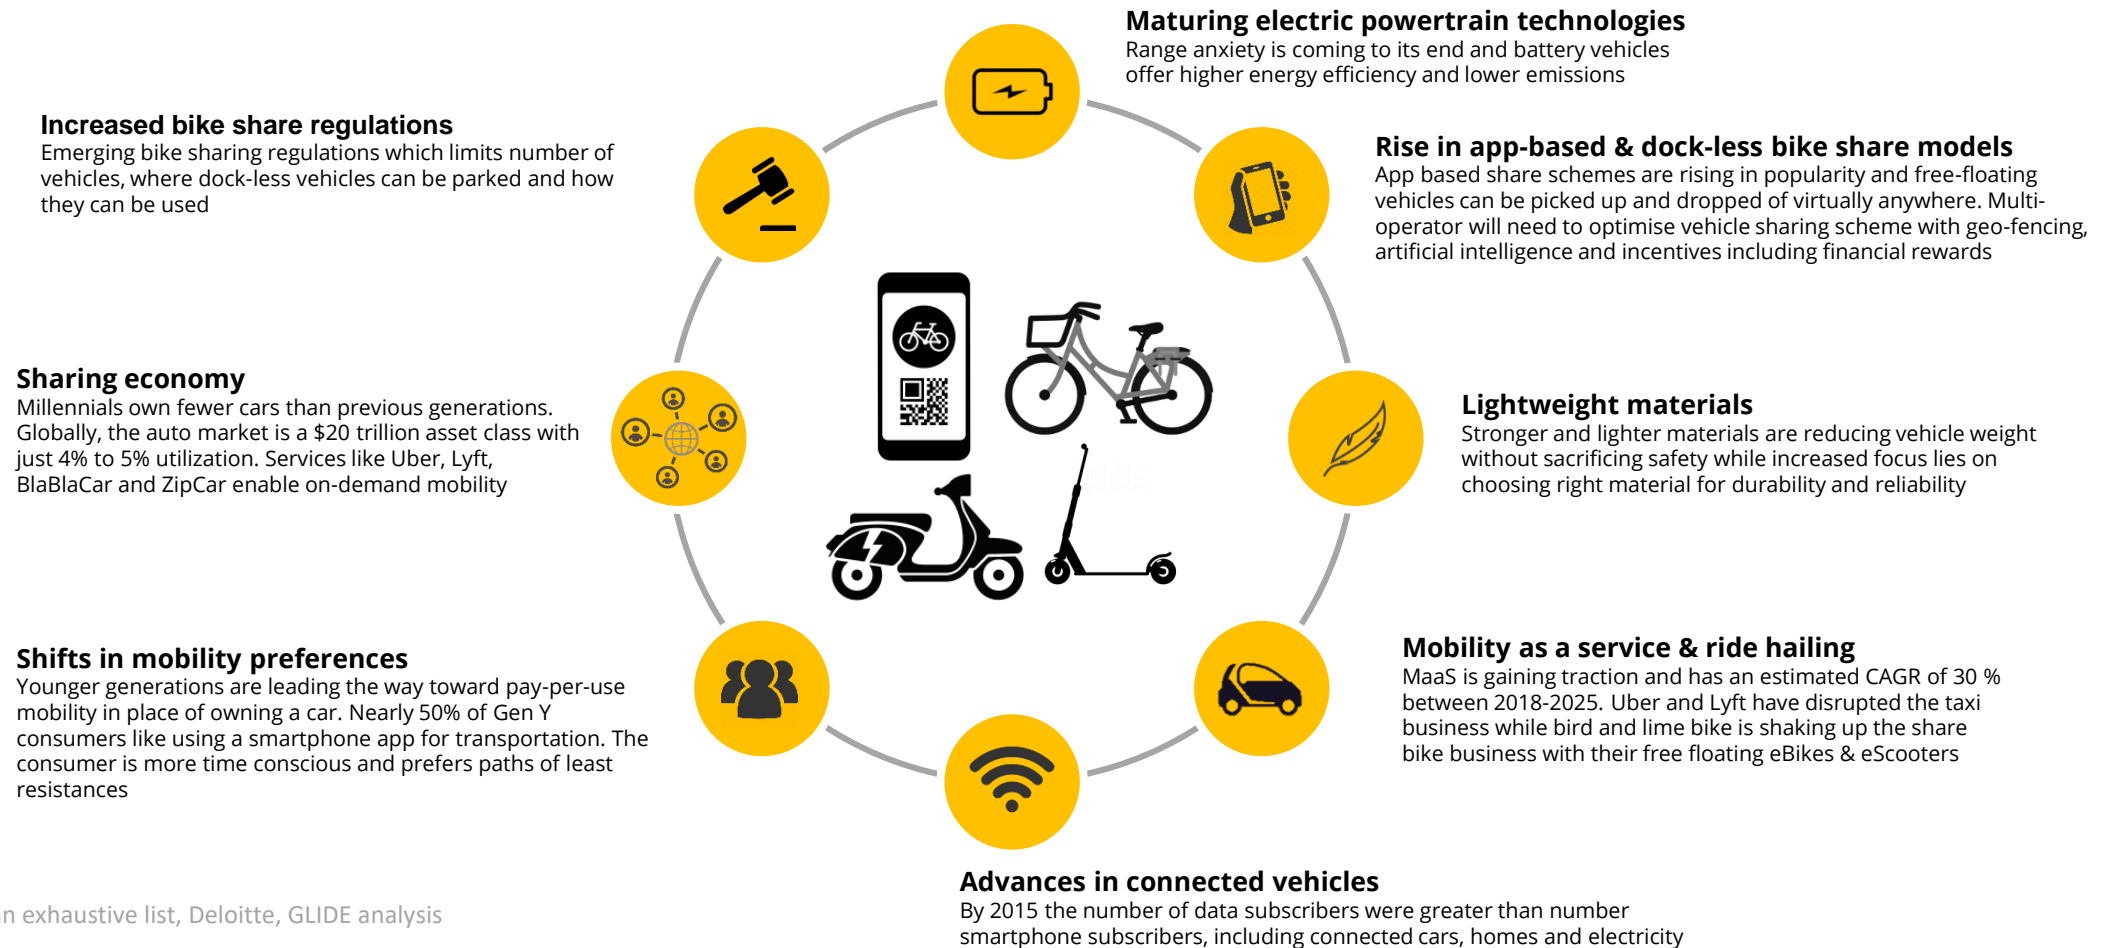 Maturing electric powertrain technologies
Range anxiety is coming to its end and battery vehicles
offer higher energy efficiency and lower emissions
Increased bike share regulations
Emerging bike sharing regulations which limits number of
vehicles, where dock-less vehicles can be parked and how
they can be used
Rise in app-based & dock-less bike share models
App based share schemes are rising in popularity and free-floating
vehicles can be picked up and dropped of virtually anywhere. Multi-
operator will need to optimise vehicle sharing scheme with geo-fencing,
artificial intelligence and incentives including financial rewards
Sharing economy
Millennials own fewer cars than previous generations.
Globally, the auto market is a $20 trillion asset class with
just 4% to 5% utilization. Services like Uber, Lyft,
BlaBlaCar and ZipCar enable on-demand mobility
Lightweight materials
Stronger and lighter materials are reducing vehicle weight
without sacrificing safety while increased focus lies on
choosing right material for durability and reliability
Shifts in mobility preferences
Younger generations are leading the way toward pay-per-use
mobility in place of owning a car. Nearly 50% of Gen Y
consumers like using a smartphone app for transportation. The
consumer is more time conscious and prefers paths of least
resistances
Mobility as a service & ride hailing
MaaS is gaining traction and has an estimated CAGR of 30 %
between 2018-2025. Uber and Lyft have disrupted the taxi
business while bird and lime bike is shaking up the share
bike business with their free floating eBikes & eScooters
Advances in connected vehicles
By 2015 the number of data subscribers were greater than number
smartphone subscribers, including connected cars, homes and electricity
exhaustive list, Deloitte, GLIDE analysis